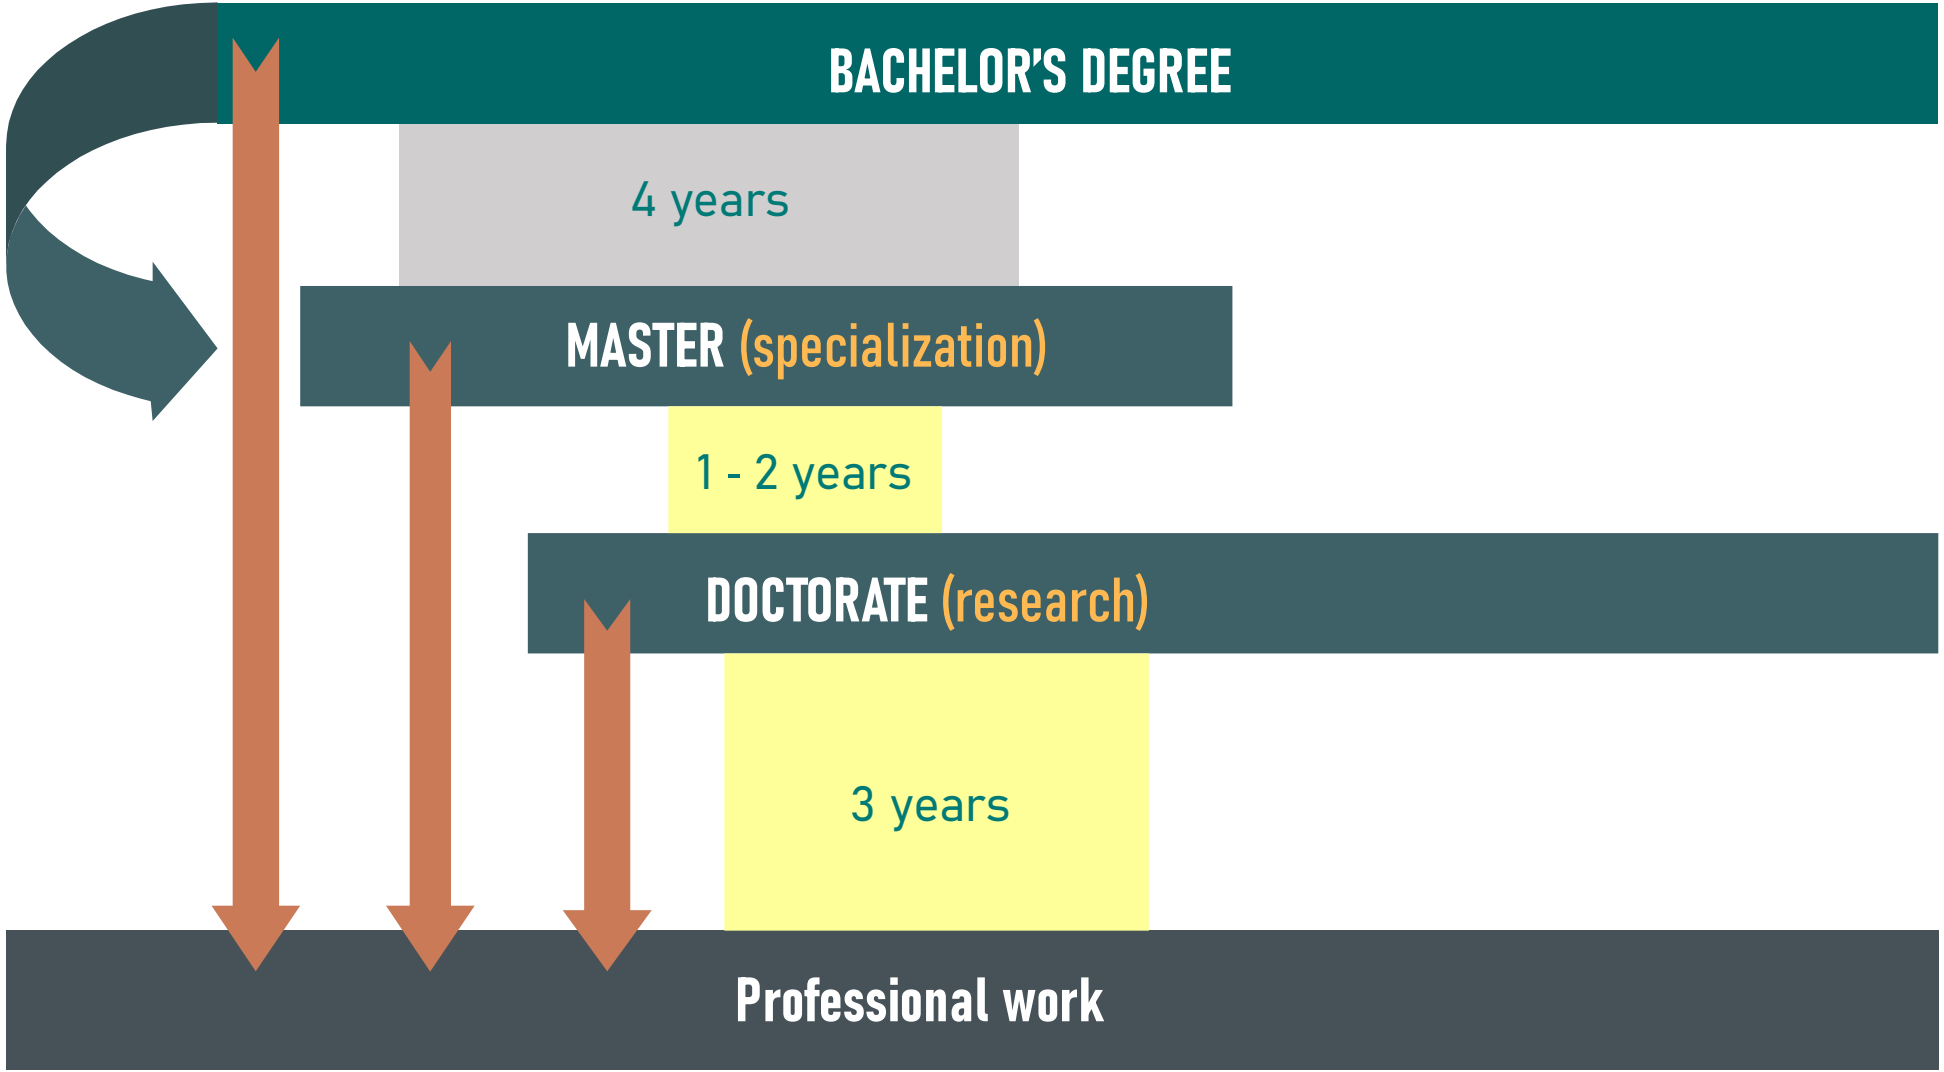 BACHELOR'S DEGREE
4 years
MASTER (specialization)
1 - 2 years
DOCTORATE (research)
3 years
Professional work